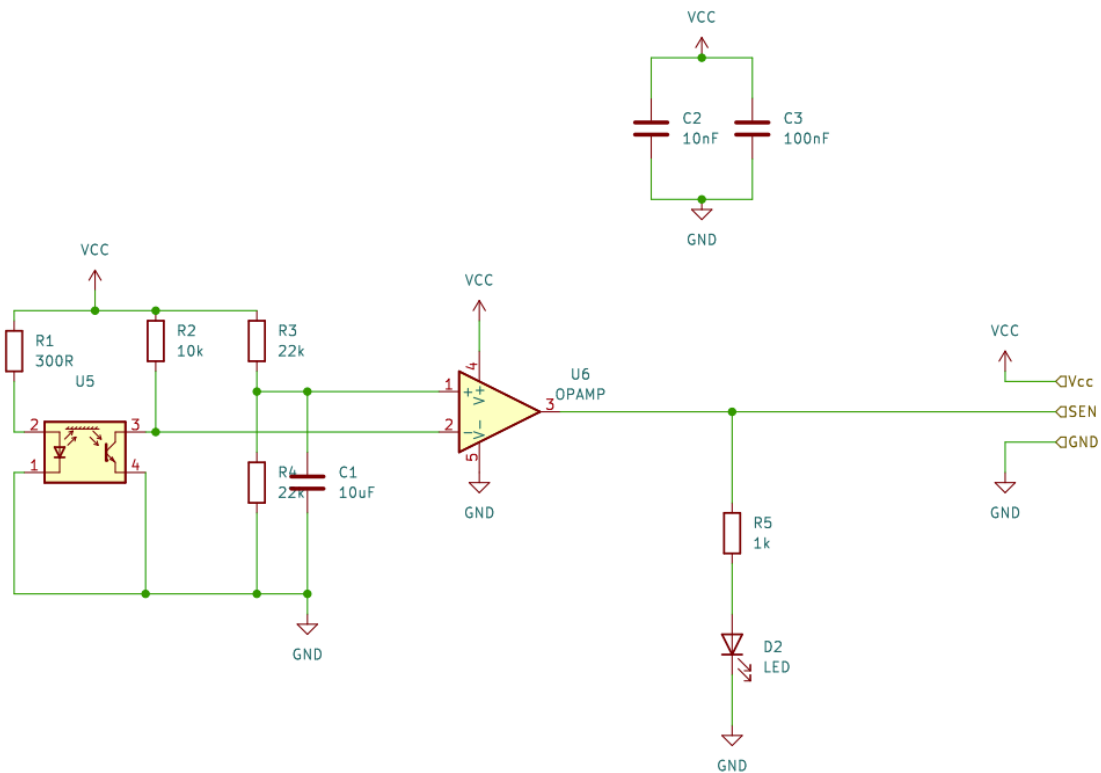 VCC
C2
10nF
C3
100nF
GND
VCC
R1
300R
R2
10k
R3
22k
U5
2
1
3
4
R4
22k
C1
10uF
GND
VCC
4
V+
1
+
2
-
V-
5
3
U6
OPAMP
GND
R5
1k
D2
LED
GND
VCC
Vcc
SEN
GND
GND